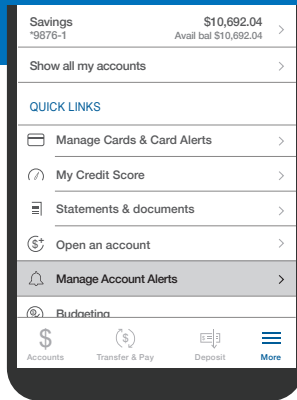 Savings $10,692.04
*9876-1 Avail bal $10,692.04
Show all my accounts
QUICK LINKS
Manage Cards & Card Alerts
My Credit Score
Statements & documents
Open an account
Manage Account Alerts
Budgeting
Accounts Transfer & Pay Deposit More